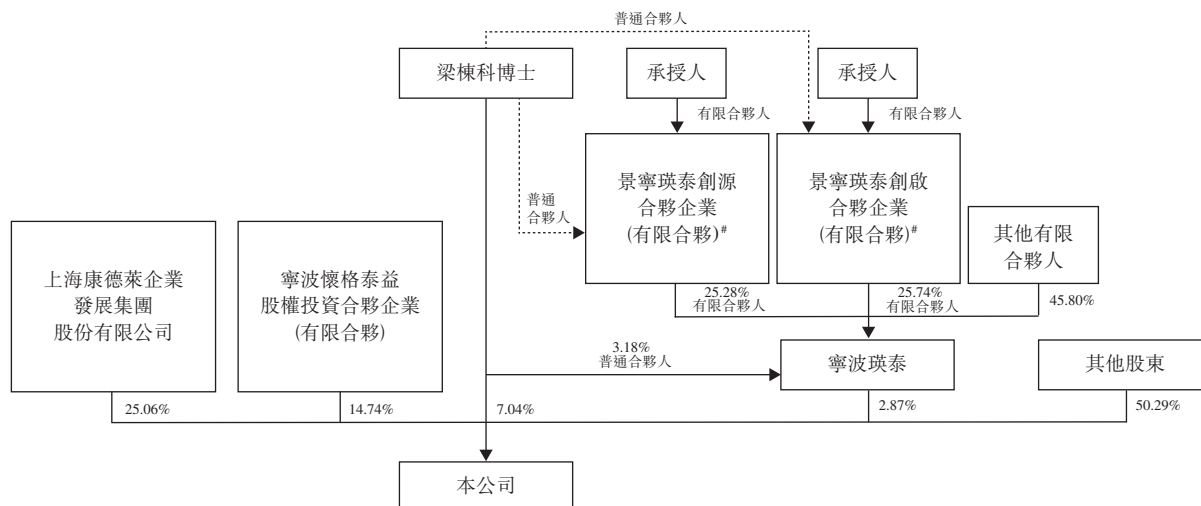 普通合夥人
梁棟科博士
承授人
承授人
有限合夥人
有限合夥人
普通
合夥人
景寧瑛泰創源
合夥企業
(有限合夥)#
景寧瑛泰創啟
合夥企業
(有限合夥)#
其他有限
合夥人
上海康德萊企業
發展集團
股份有限公司
寧波懷格泰益
股權投資合夥企業
(有限合夥)
25.28%
有限合夥人
25.74%
有限合夥人
45.80%
3.18%
普通合夥人
寧波瑛泰
其他股東
25.06%
14.74%
7.04%
2.87%
50.29%
本公司